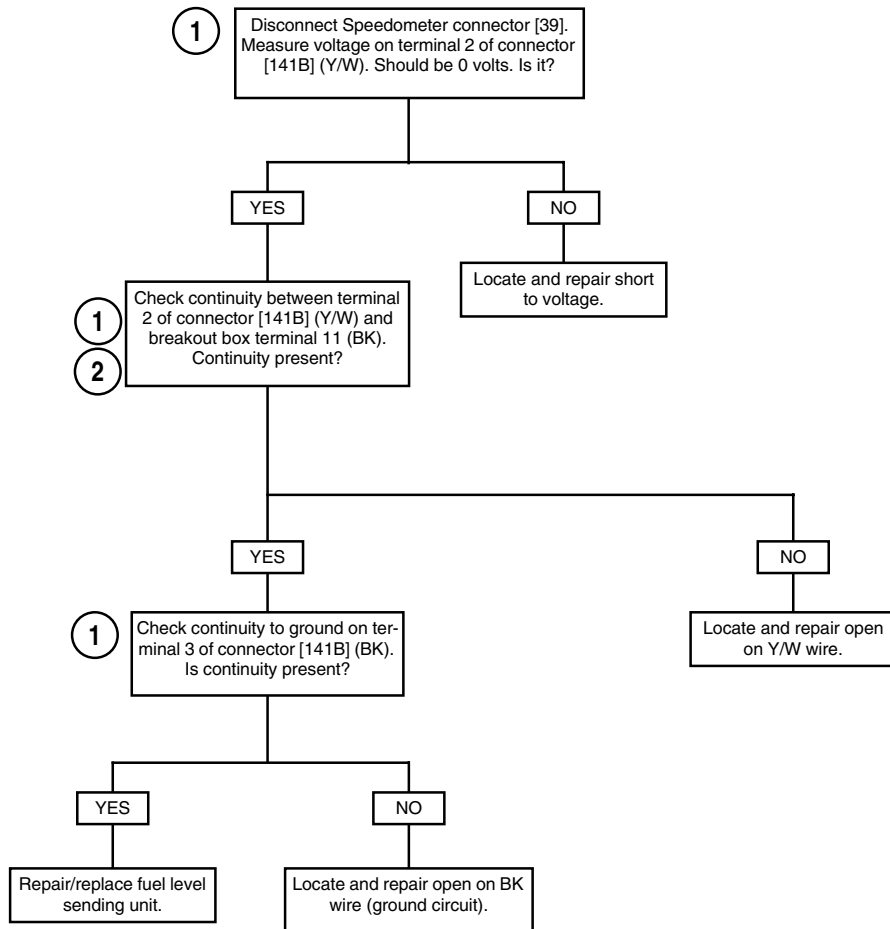 1
Disconnect Speedometer connector [39].
Measure voltage on terminal 2 of connector
[141B] (Y/W). Should be 0 volts. Is it?
YES
NO
Locate and repair short
to voltage.
1
2
Check continuity between terminal
2 of connector [141B] (Y/W) and
breakout box terminal 11 (BK).
Continuity present?
YES
NO
1
Check continuity to ground on ter-
minal 3 of connector [141B] (BK).
Is continuity present?
Locate and repair open
on Y/W wire.
YES
NO
Repair/replace fuel level
sending unit.
Locate and repair open on BK
wire (ground circuit).